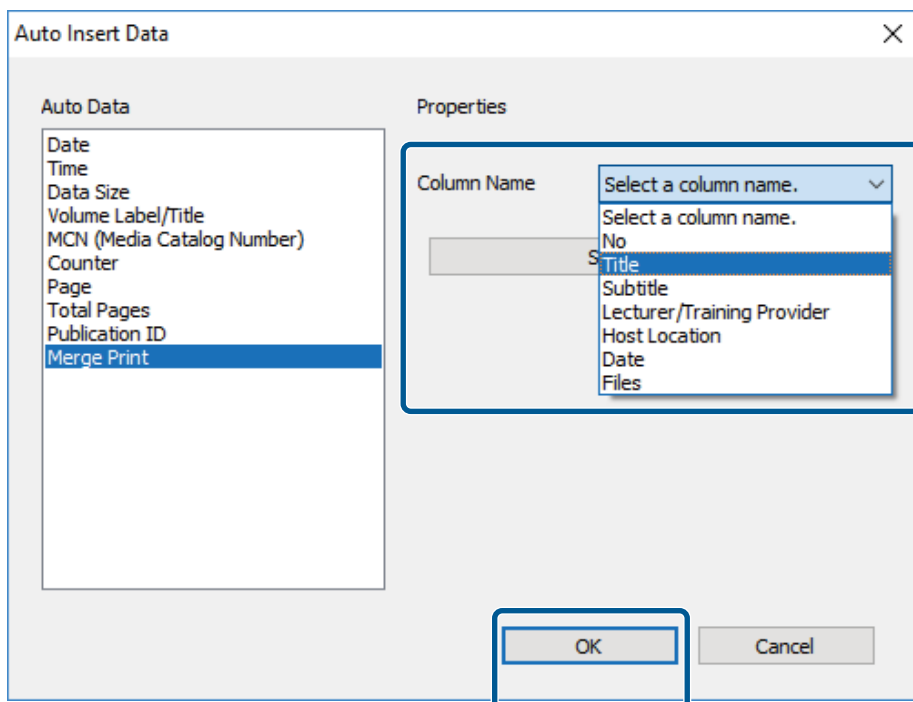 Auto Insert Data
Auto Data
Date
Time
Data Size
Volume Label/Title
MCN (Media Catalog Number)
Counter
Page
Total Pages
Publication ID
Merge Print
Properties
Column Name
Select a column name.
Select a column name.
No
Title
Subtitle
Lecturer/Training Provider
Host Location
Date
Files
OK
Cancel